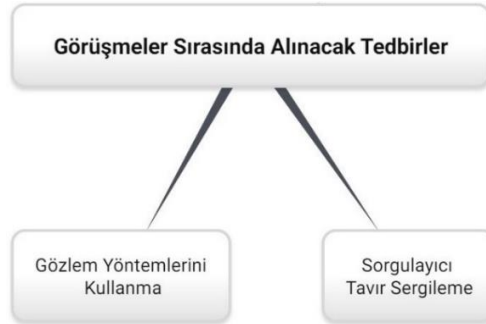 Görüşmeler Sırasında Alınacak Tedbirler
Gözlem Yöntemlerini
Kullanma
Sorgulayıcı
Tavır Sergileme